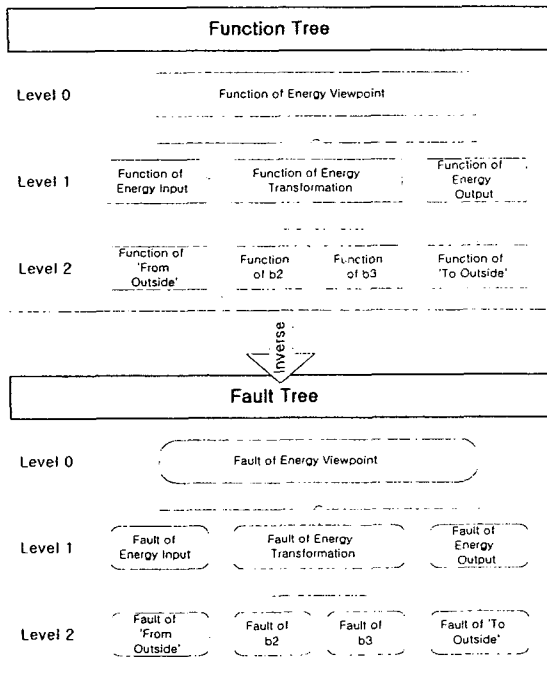 Function Tree
Level 0
Function of Energy Viewpoint
Level 1
Function of
Energy Input
Function of Energy
Transformation
Function of
Energy
Output
Level 2
Function of
'From
Outside'
Function
of b2
Function
of b3
Function of
'To Outside'
Inverse
Fault Tree
Level 0
Fault of Energy Viewpoint
Level 1
Fault of
Energy Input
Fault of Energy
Transformation
Fault of
Energy
Output
Level 2
Fault of
'From
Outside'
Fault of
b2
Fault of
b3
Fault of 'To
Outside'